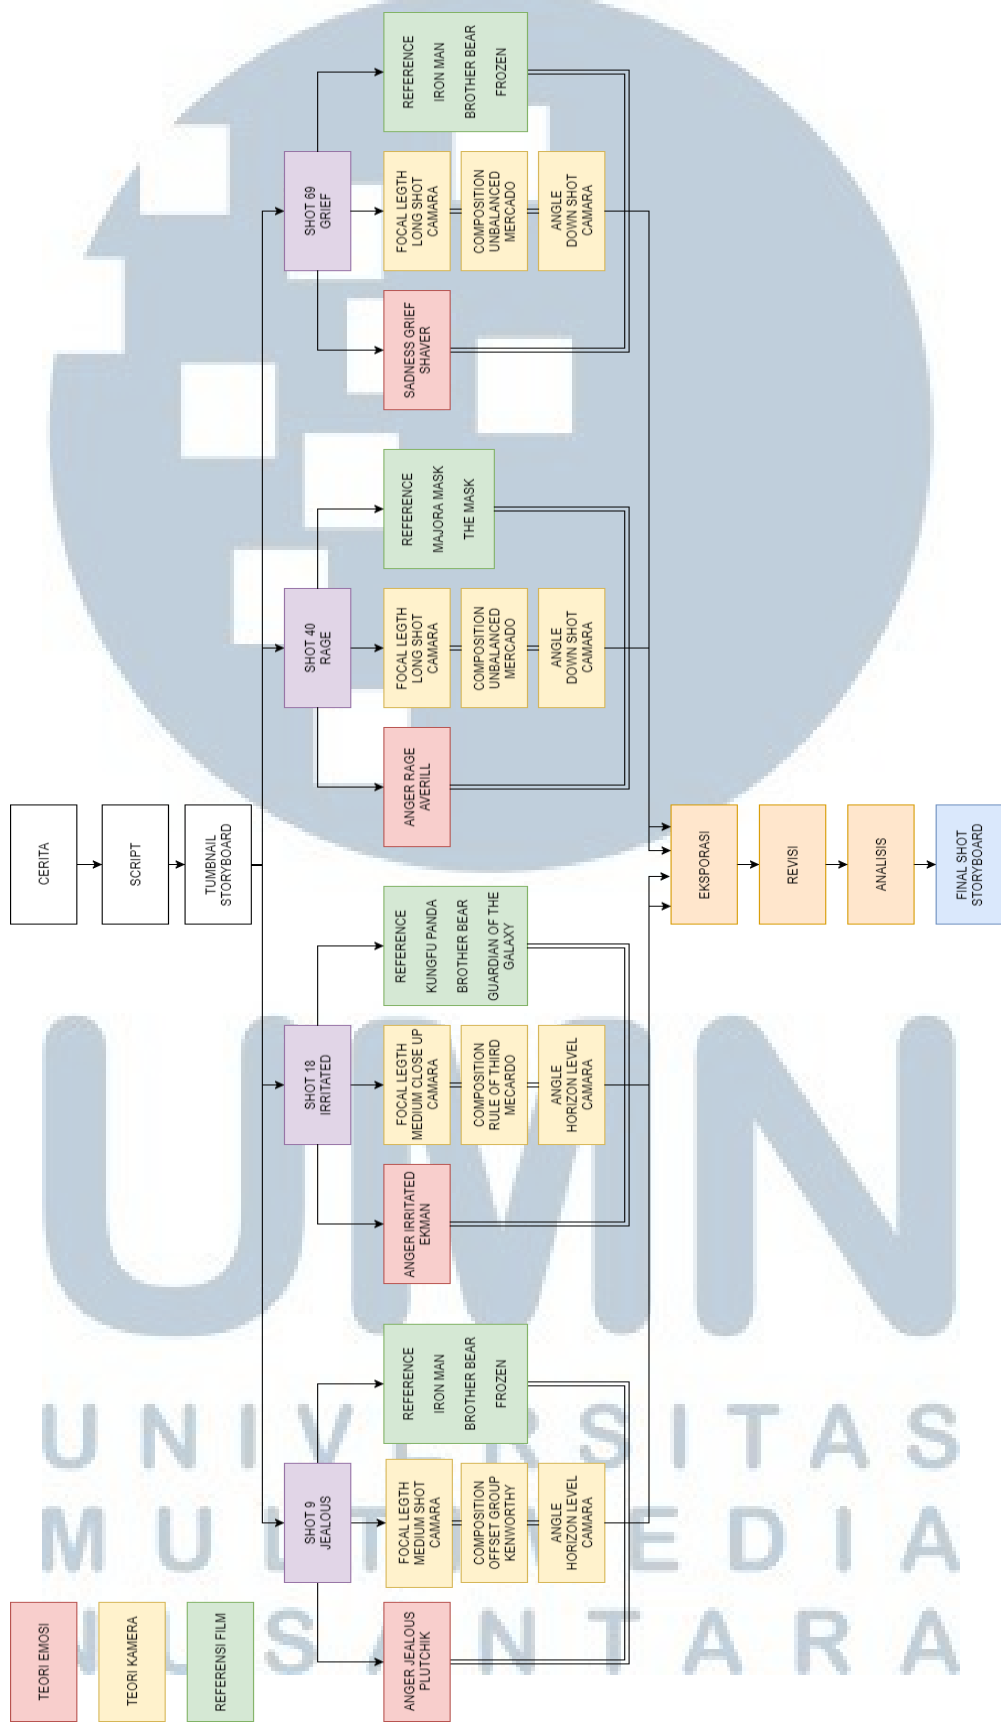 CERITA
SCRIPT
TUMBNAIL
STORYBOARD
TEORI EMOSI
TEORI KAMERA
REFERENSI FILM
SHOT 9
JEALOUS
ANGER JEALOUS
PLUTCHIK
FOCAL LEGTH
MEDIUM SHOT
CAMARA
COMPOSITION
OFFSET GROUP
KENWORTHY
ANGLE
HORIZON LEVEL
CAMARA
REFERENCE
IRON MAN
BROTHER BEAR
FROZEN
SHOT 18
IRRITATED
ANGER IRRITATED
EKMAN
FOCAL LEGTH
MEDIUM CLOSE UP
CAMARA
COMPOSITION
RULE OF THIRD
MECARDO
ANGLE
HORIZON LEVEL
CAMARA
REFERENCE
KUNGFU PANDA
BROTHER BEAR
GUARDIAN OF THE
GALAXY
SHOT 40
RAGE
ANGER RAGE
AVERILL
FOCAL LEGTH
LONG SHOT
CAMARA
COMPOSITION
UNBALANCED
MERCADO
ANGLE
DOWN SHOT
CAMARA
REFERENCE
MAJORA MASK
THE MASK
SHOT 69
GRIEF
SADNESS GRIEF
SHAVER
FOCAL LEGTH
LONG SHOT
CAMARA
COMPOSITION
UNBALANCED
MERCADO
ANGLE
DOWN SHOT
CAMARA
REFERENCE
IRON MAN
BROTHER BEAR
FROZEN
EKSPORASI
REVISI
ANALISIS
FINAL SHOT
STORYBOARD
UMN
UNIVERSITAS
MULTIMEDIA
NUSANTARA